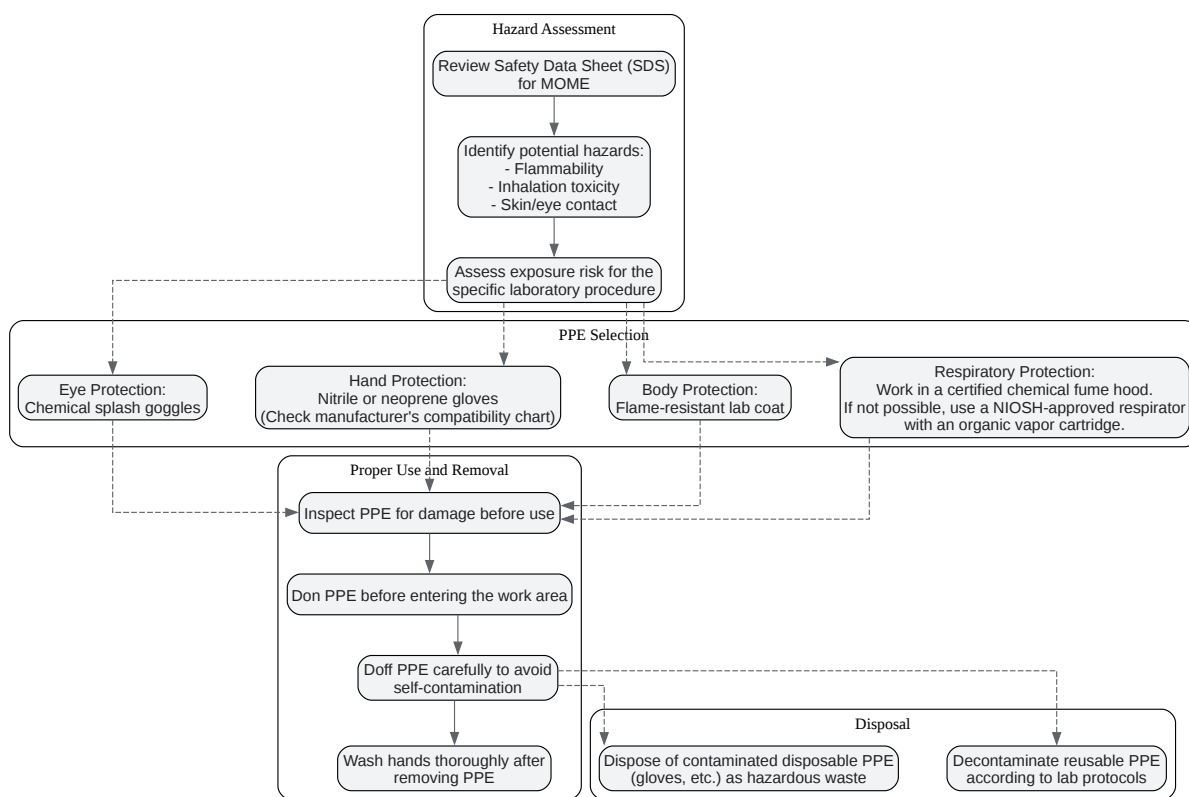 Hazard Assessment
Review Safety Data Sheet (SDS)
for MOME
Identify potential hazards:
- Flammability
- Inhalation toxicity
- Skin/eye contact
Assess exposure risk for the
specific laboratory procedure
PPE Selection
Eye Protection:
Chemical splash goggles
Hand Protection:
Nitrile or neoprene gloves
(Check manufacturer's compatibility chart)
Body Protection:
Flame-resistant lab coat
Respiratory Protection:
Work in a certified chemical fume hood.
If not possible, use a NIOSH-approved respirator
with an organic vapor cartridge.
Proper Use and Removal
Inspect PPE for damage before use
Don PPE before entering the work area
Doff PPE carefully to avoid
self-contamination
Wash hands thoroughly after
removing PPE
Disposal
Dispose of contaminated disposable PPE
(gloves, etc.) as hazardous waste
Decontaminate reusable PPE
according to lab protocols